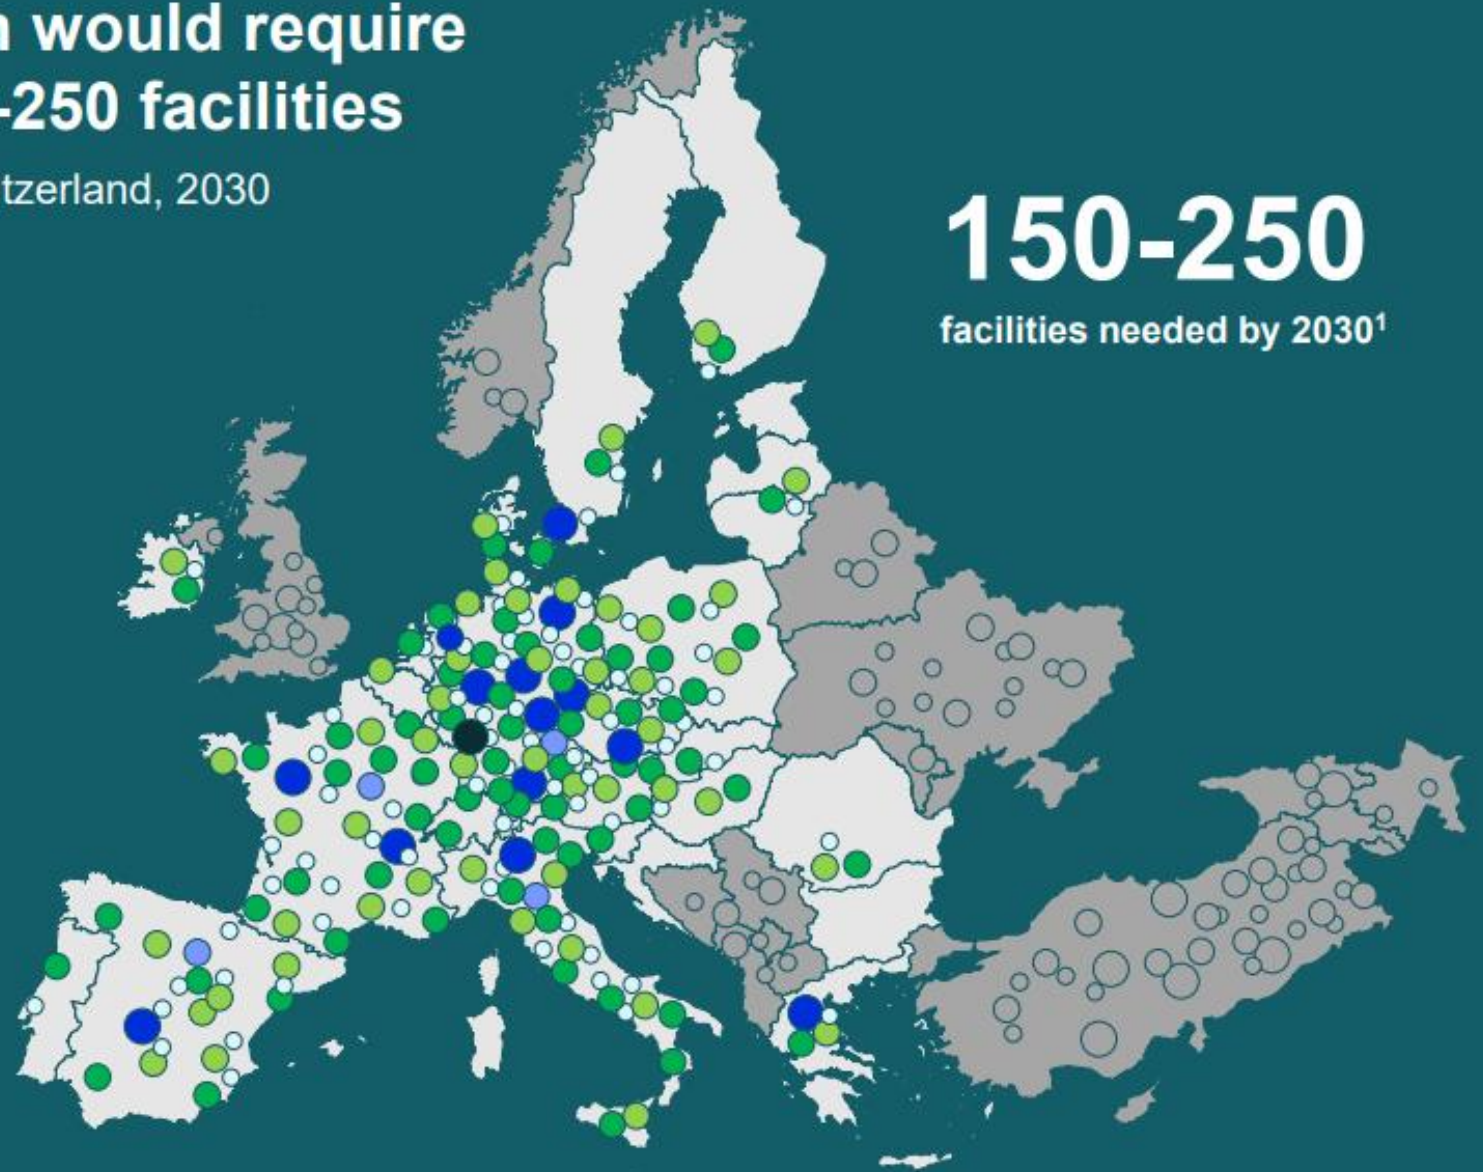 would require
-250 facilities
tzerland, 2030
150-250
facilities needed by 2030¹